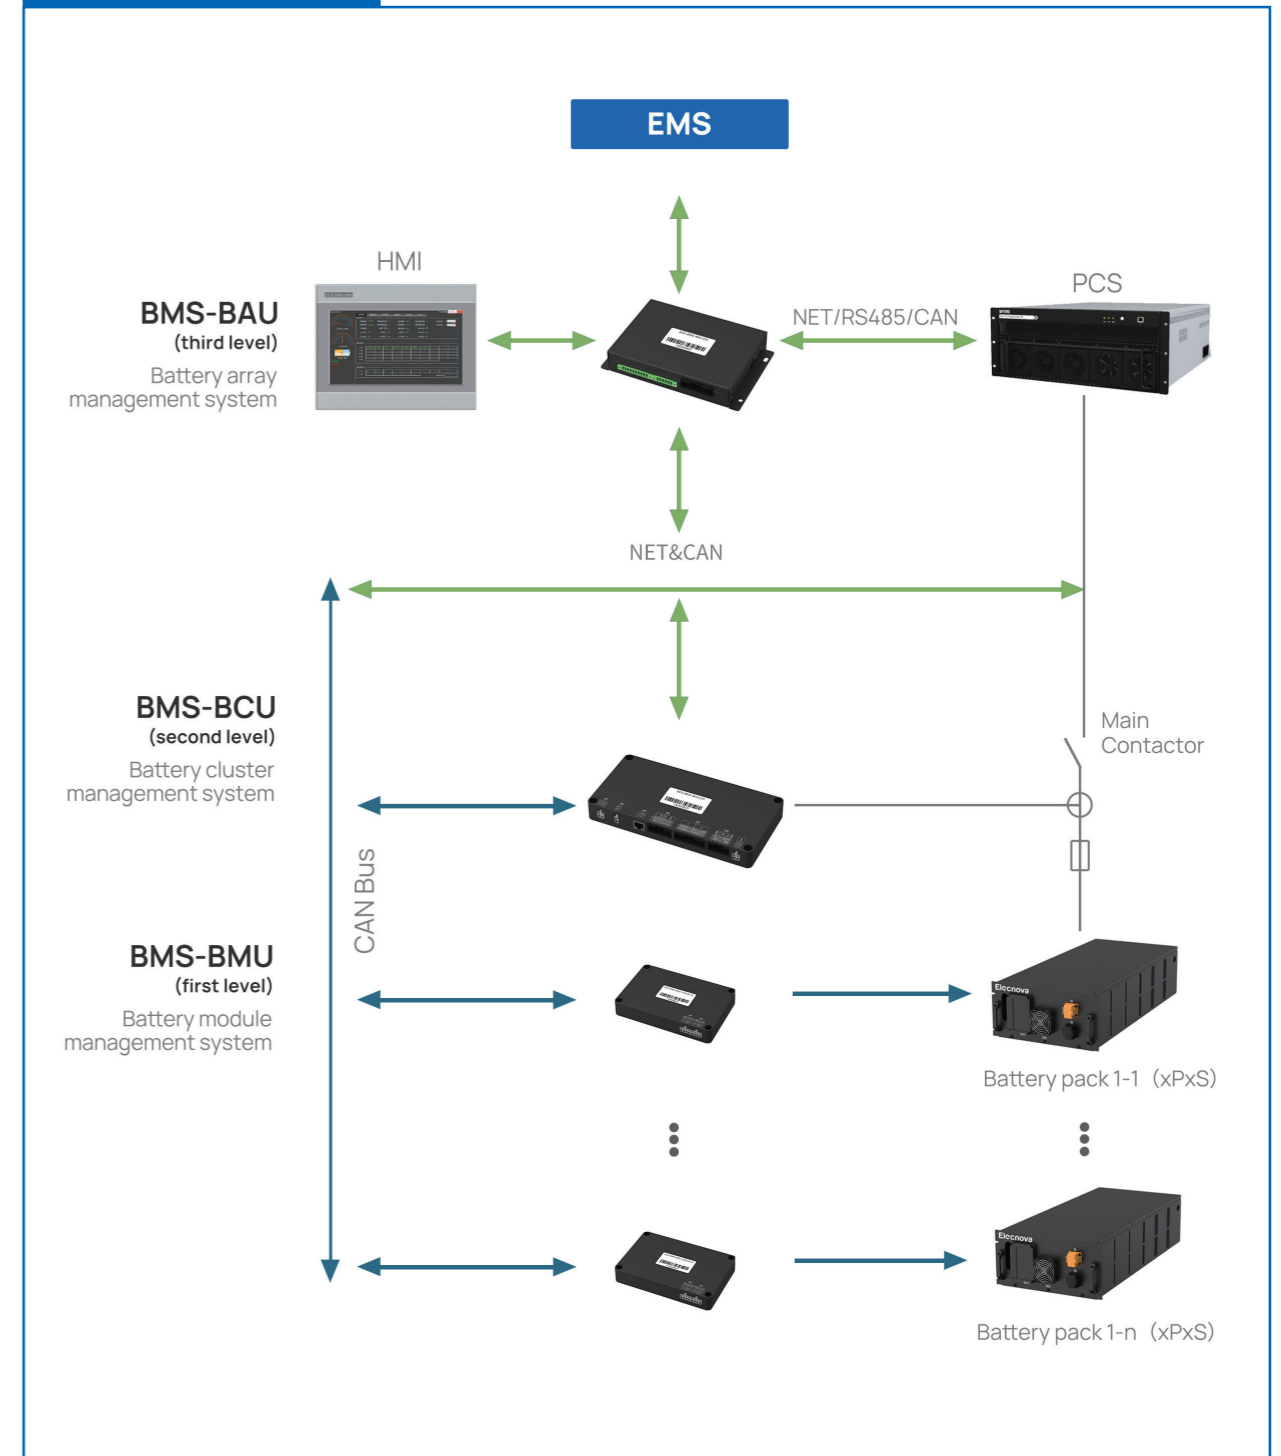 EMS
HMI
PCS
BMS-BAU
(third level)
Battery array
management system
NET/RS485/CAN
NET&CAN
BMS-BCU
(second level)
Battery cluster
management system
Main
Contactor
CAN Bus
BMS-BMU
(first level)
Battery module
management system
Elecnova
Battery pack 1-1（xPxS）
Elecnova
Battery pack 1-n（xPxS）